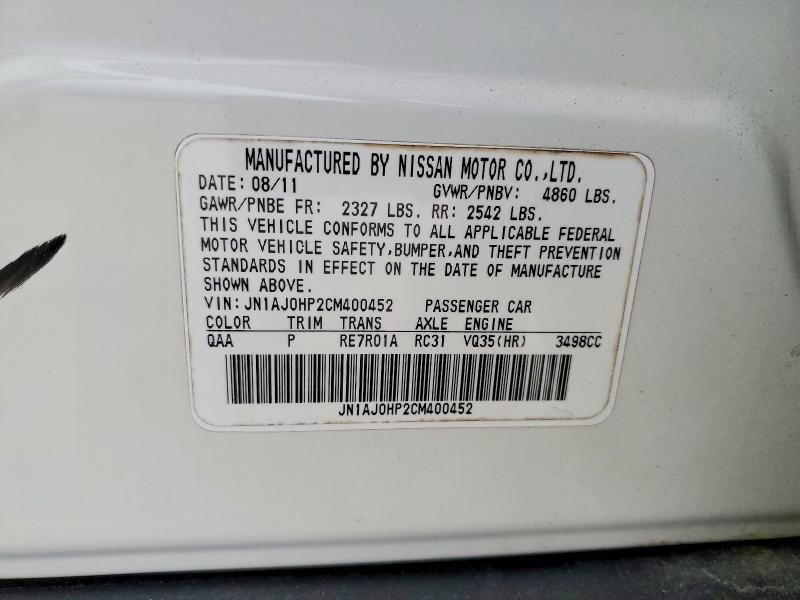 MANUFACTURED BY NISSAN MOTOR CO.,LTD.
DATE: 08/11 GVWR/PNBV: 4860 LBS.
GAWR/PNBE FR: 2327 LBS. RR: 2542 LBS.
THIS VEHICLE CONFORMS TO ALL APPLICABLE FEDERAL
MOTOR VEHICLE SAFETY,BUMPER,AND THEFT PREVENTION
STANDARDS IN EFFECT ON THE DATE OF MANUFACTURE
SHOWN ABOVE.
VIN: JN1AJ0HP2CM400452 PASSENGER CAR
COLOR TRIM TRANS AXLE ENGINE
QAA P RE7R01A RC31 VQ35(HR) 3498CC
JN1AJ0HP2CM400452